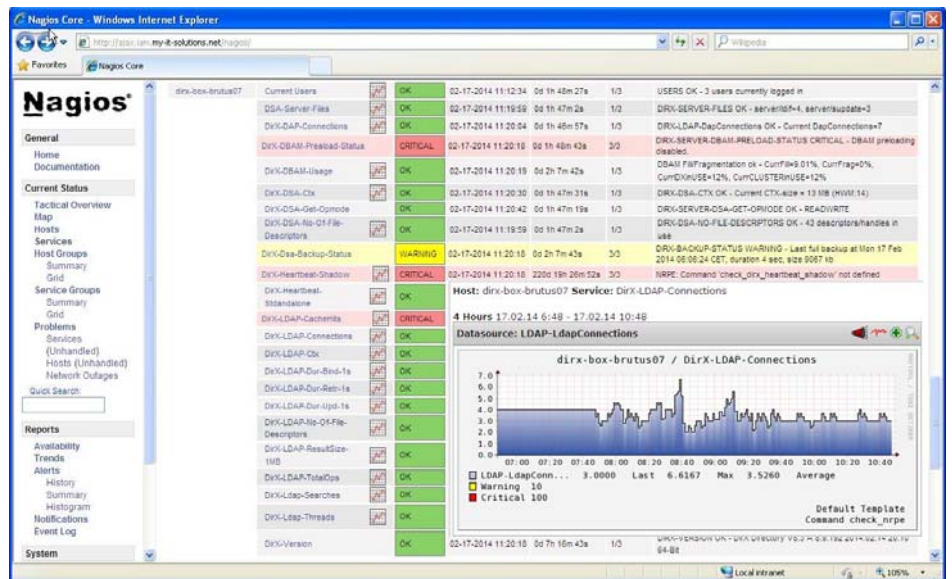 Nagios Core - Windows Internet Explorer
my-it-solutions.net/nagios/
Wikipedia
Favorites Nagios Core
Nagios
General
Home
Documentation
Current Status
Tactical Overview
Map
Hosts
Services
Host Groups
Summary
Grid
Service Groups
Summary
Grid
Problems
Services
(Unhandled)
Hosts (Unhandled)
Network Outages
Quick Search:
Reports
Availability
Trends
Alerts
History
Summary
Histogram
Notifications
Event Log
System
dirx-box-brutus07 Current Users OK 02-17-2014 11:12:34 0d 1h 48m 27s 1/3 USERS OK - 3 users currently logged in
DSA-Server-Files OK 02-17-2014 11:19:59 0d 1h 47m 2s 1/3 DIRX-SERVER-FILES OK - server/ldif=4, server/supdate=3
DirX-DAP-Connections OK 02-17-2014 11:20:04 0d 1h 46m 57s 1/3 DIRX-LDAP-DapConnections OK - Current DapConnections=7
DirX-DBAM-Preload-Status CRITICAL 02-17-2014 11:20:18 0d 1h 48m 43s 3/3 DIRX-SERVER-DBAM-PRELOAD-STATUS CRITICAL - DBAM preloading
disabled.
DirX-DBAM-Usage OK 02-17-2014 11:20:19 0d 2h 7m 42s 1/3 DBAM Fill/Fragmentation ok - CurrFill=9.01%, CurrFrag=0%,
CurrDXInUSE=12%, CurrCLUSTERInUSE=12%
DirX-DSA-Ctx OK 02-17-2014 11:20:30 0d 1h 47m 31s 1/3 DIRX-DSA-CTX OK - Current CTX-size = 13 MB (HWM:14)
DirX-DSA-Get-Opmode OK 02-17-2014 11:20:42 0d 1h 47m 19s 1/3 DIRX-SERVER-DSA-GET-OPMODE OK - READWRITE
DirX-DSA-No-Of-File-
Descriptors OK 02-17-2014 11:19:59 0d 1h 47m 2s 1/3 DIRX-DSA-NO-FILE-DESCRIPTORS OK - 43 descriptors/handles in
use
DirX-Dsa-Backup-Status WARNING 02-17-2014 11:20:18 0d 2h 7m 43s 3/3 DIRX-BACKUP-STATUS WARNING - Last full backup at Mon 17 Feb
2014 06:06:24 CET, duration 4 sec, size 9067 kb
DirX-Heartbeat-Shadow CRITICAL 02-17-2014 11:20:18 220d 19h 26m 52s 3/3 NRPE: Command 'check_dirx_heartbeat_shadow' not defined
DirX-Heartbeat-
Stdandalone OK
DirX-LDAP-Cachehits CRITICAL
DirX-LDAP-Connections OK
DirX-LDAP-Ctx OK
DirX-LDAP-Dur-Bind-1s OK
DirX-LDAP-Dur-Retr-1s OK
DirX-LDAP-Dur-Upd-1s OK
DirX-LDAP-No-Of-File-
Descriptors OK
DirX-LDAP-ResultSize-
1MB OK
DirX-LDAP-TotalOps OK
DirX-Ldap-Searches OK
DirX-Ldap-Threads OK
DirX-Version OK 02-17-2014 11:20:18 0d 7h 16m 43s 1/3
64-Bit
Host: dirx-box-brutus07 Service: DirX-LDAP-Connections
4 Hours 17.02.14 6:48 - 17.02.14 10:48
Datasource: LDAP-LdapConnections
dirx-box-brutus07 / DirX-LDAP-Connections
7.0
6.0
5.0
4.0
3.0
2.0
1.0
0.0
07:00 07:20 07:40 08:00 08:20 08:40 09:00 09:20 09:40 10:00 10:20 10:40
LDAP-LdapConn... 3.0000 Last 6.6167 Max 3.5260 Average
Warning 10
Critical 100
Default Template
Command check_nrpe
Local intranet 105%